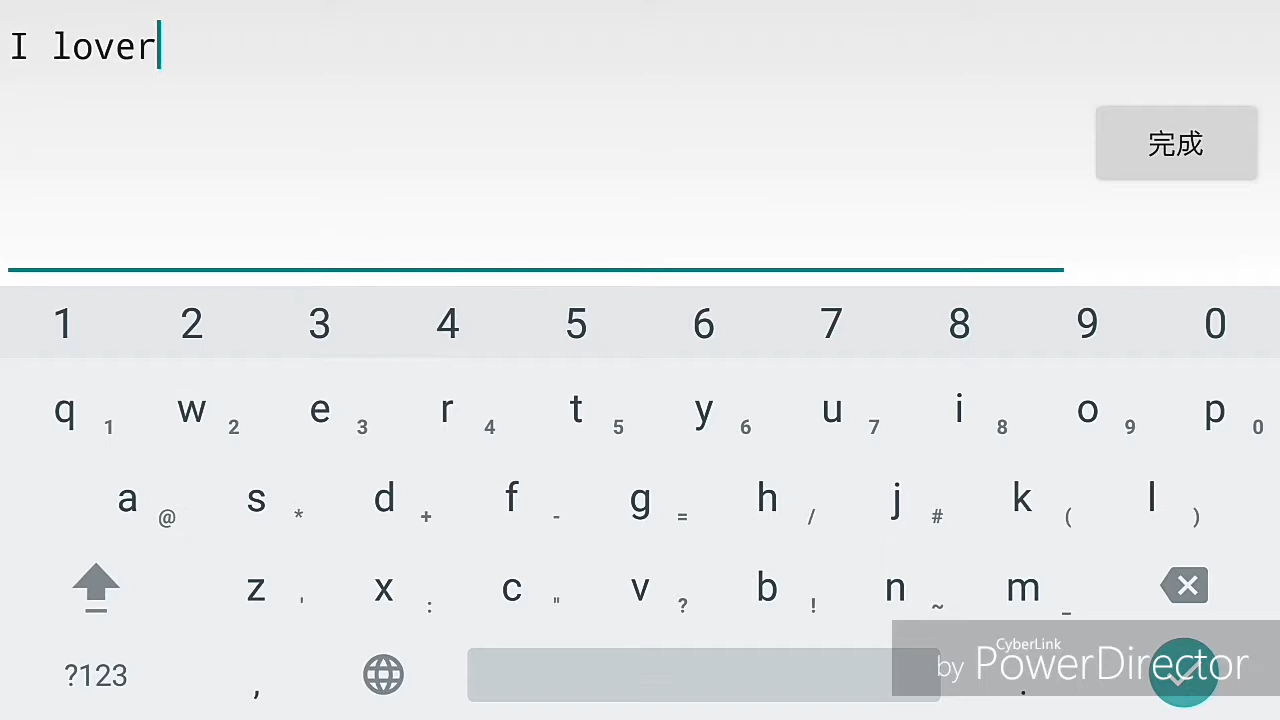 I lover
完成
1 2 3 4 5 6 7 8 9 0
q 1 w 2 e 3 r 4 t 5 y 6 u 7 i 8 o 9 p 0
a @ s * d + f - g = h / j # k ( l )
z ' x : c " v ? b ! n ~ m _
?123 , .
CyberLink
by PowerDirector